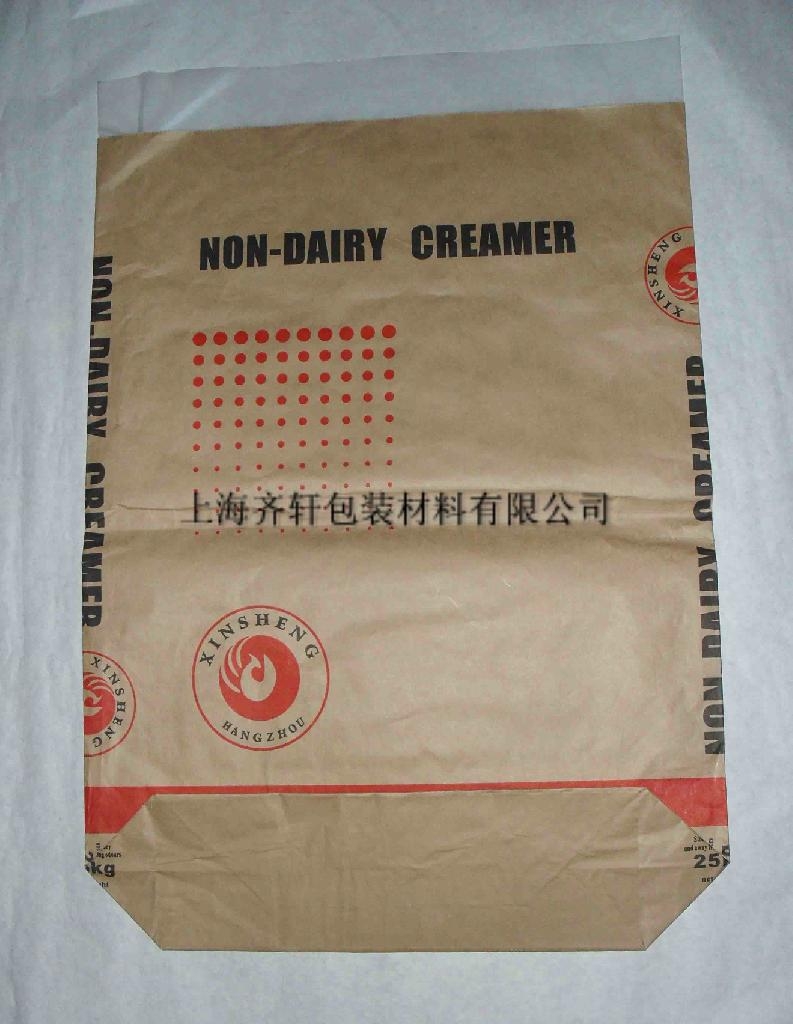 NON-DAIRY CREAMER
XINSHENG
NON-DAIRY CREAMER
NON-DAIRY CREAMER
上海齐轩包装材料有限公司
XINSHENG
HANGZHOU
XINSHENG
kg
25